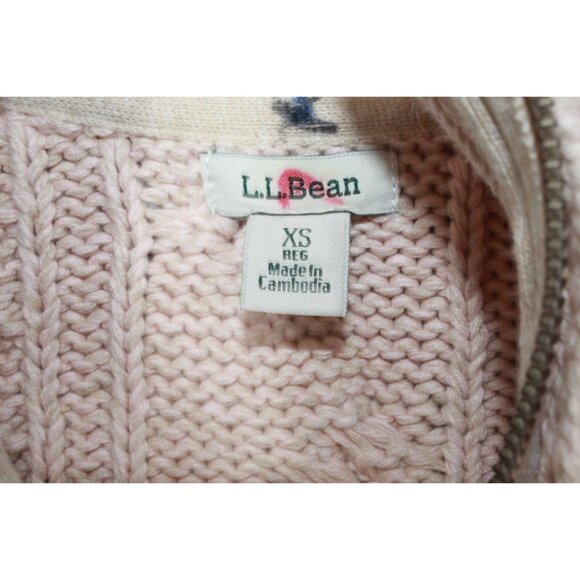 L.L.Bean
XS
REG
Made In
Cambodia